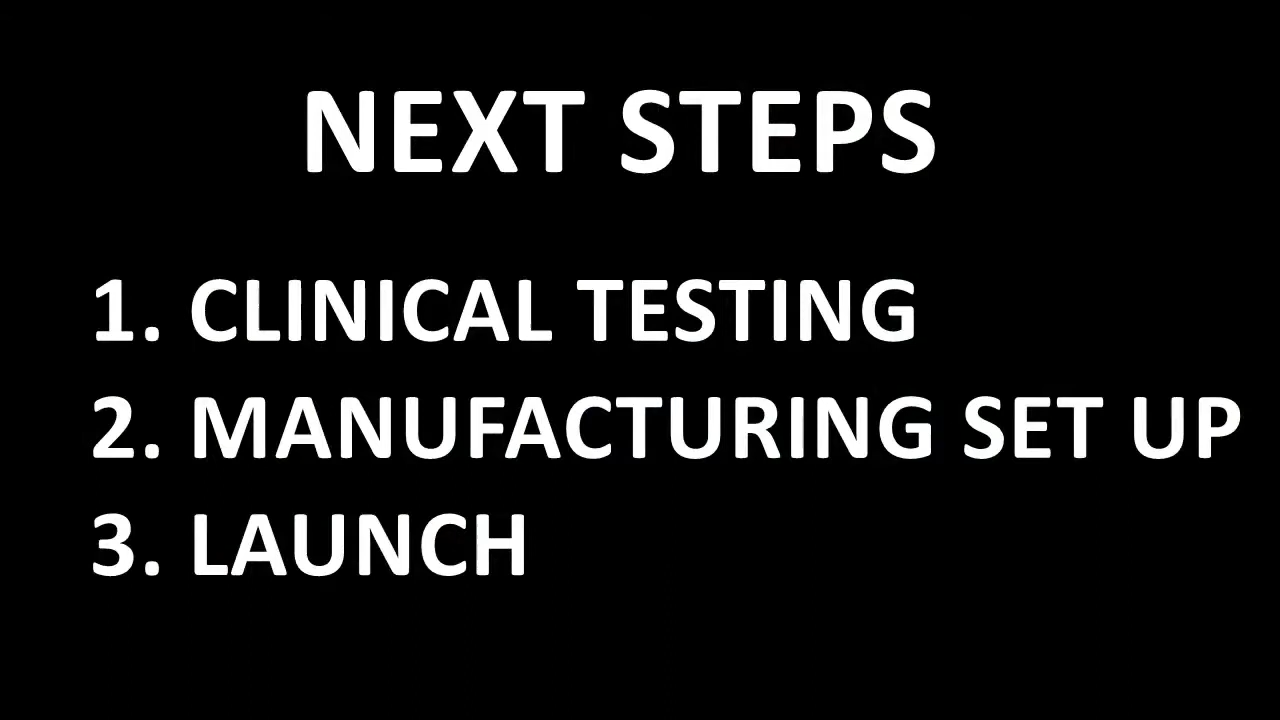 NEXT STEPS
1. CLINICAL TESTING
2. MANUFACTURING SET UP
3. LAUNCH